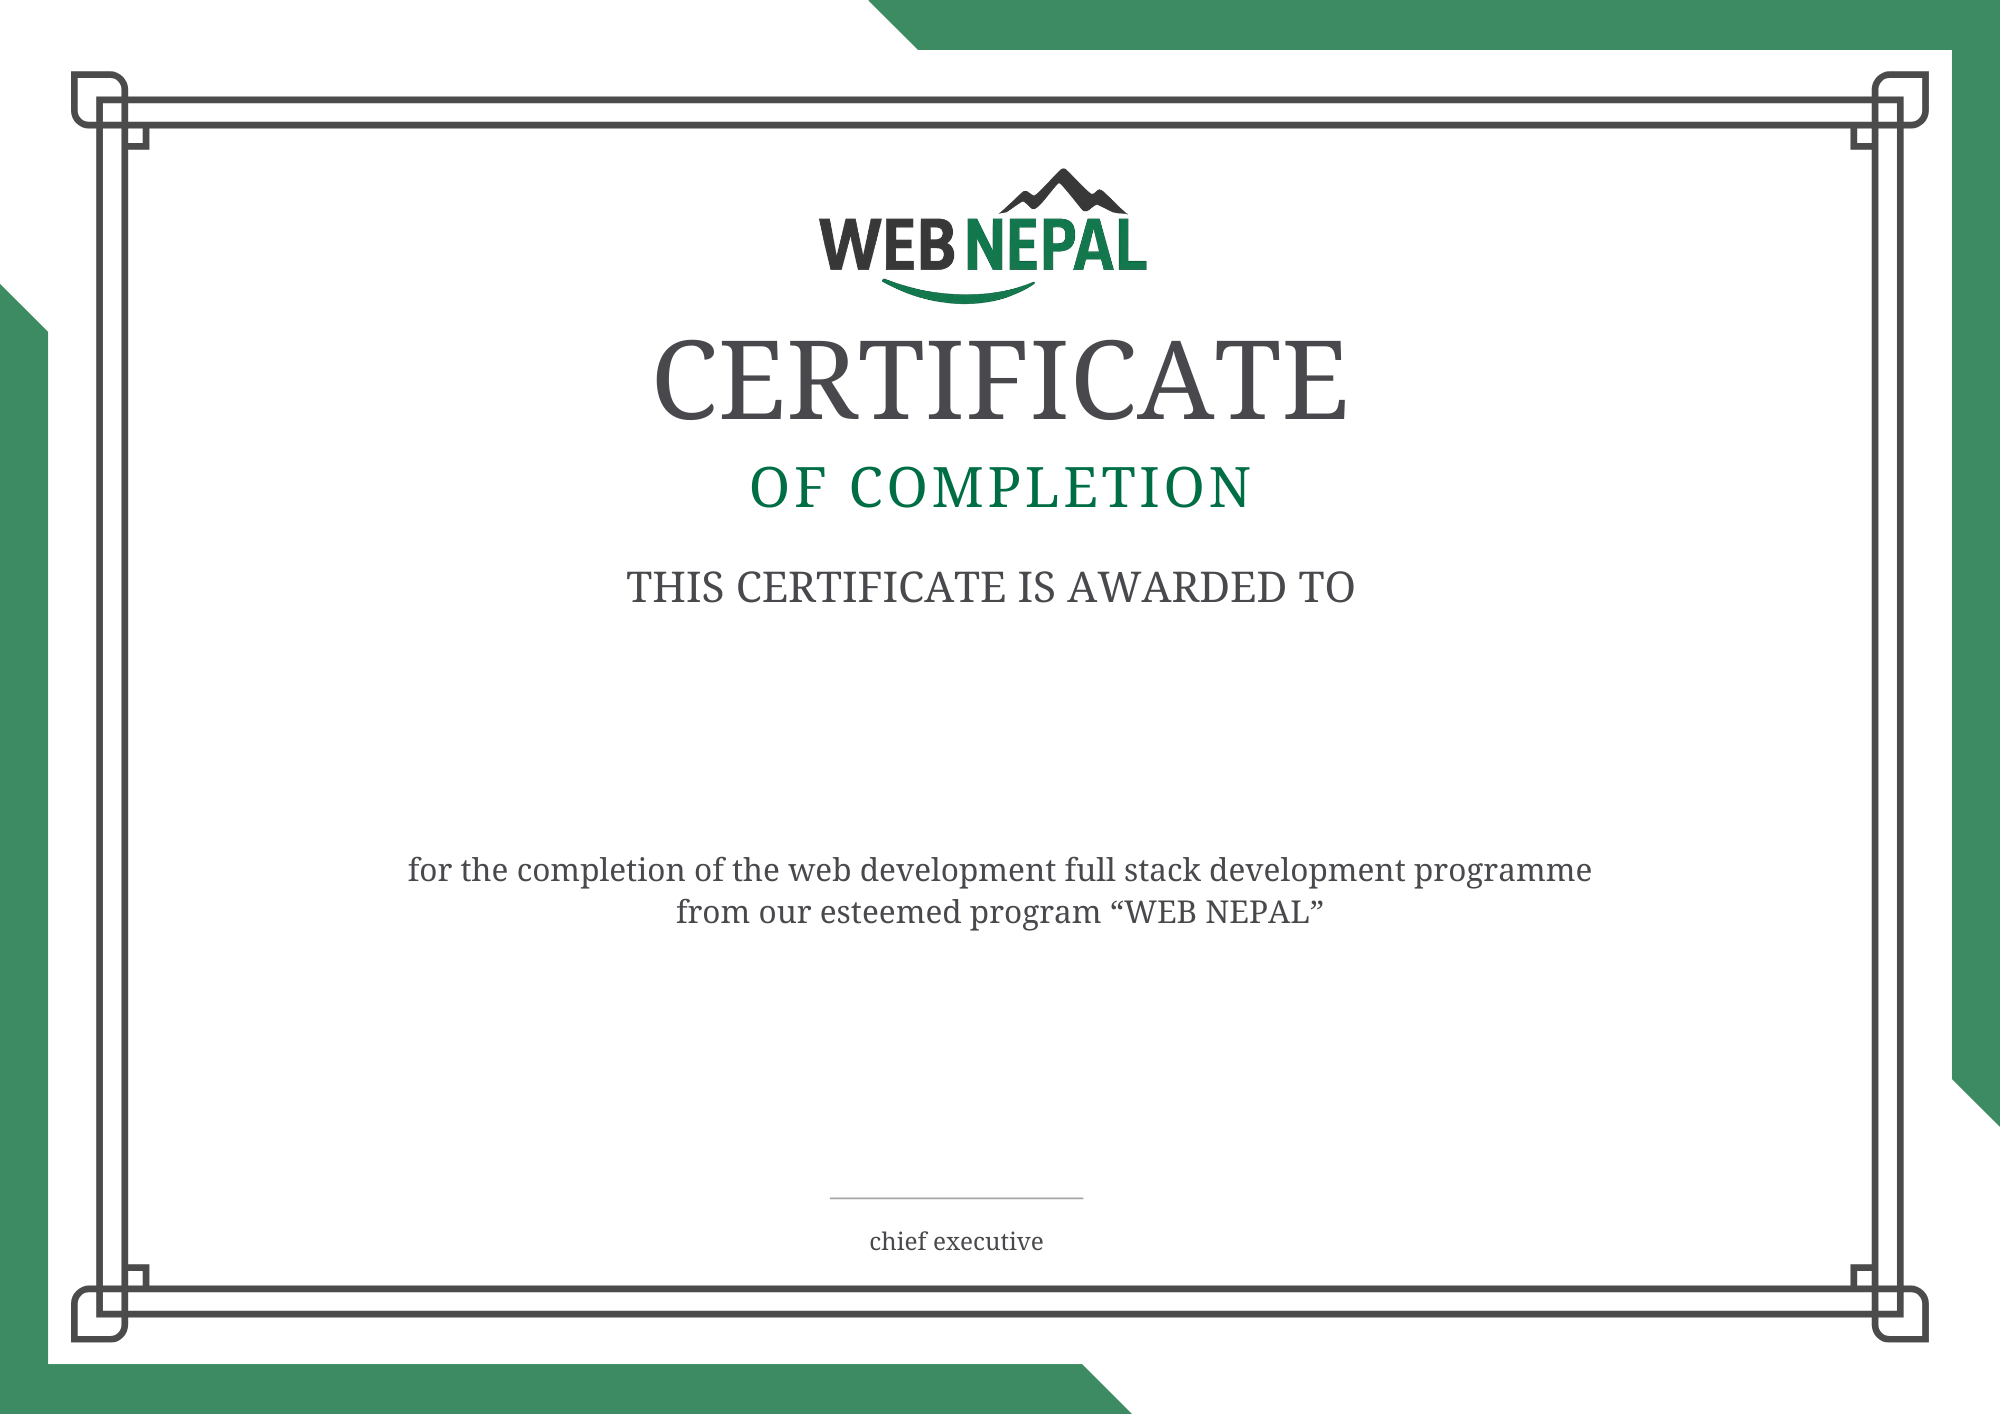 WEB NEPAL
CERTIFICATE
OF COMPLETION
THIS CERTIFICATE IS AWARDED TO
for the completion of the web development full stack development programme
from our esteemed program “WEB NEPAL”
chief executive